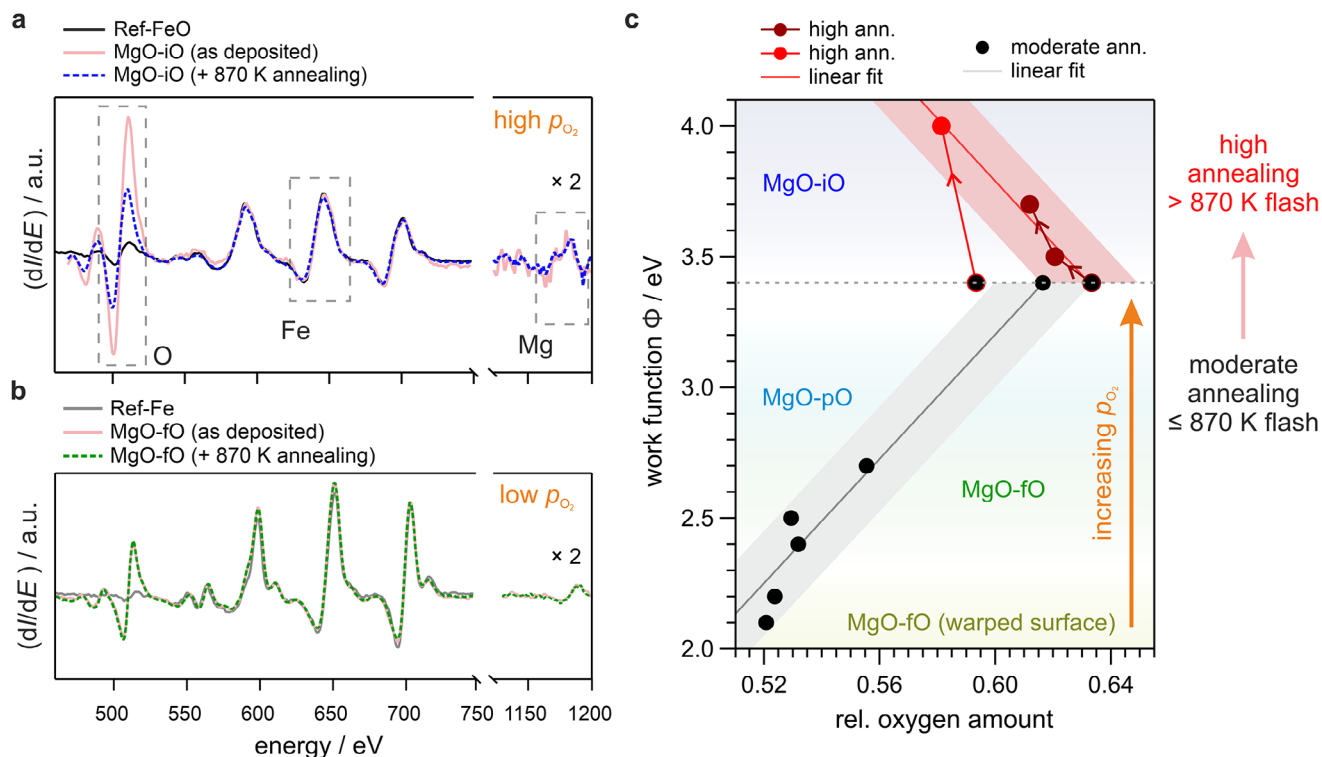 a
Ref-FeO
MgO-iO (as deposited)
MgO-iO (+ 870 K annealing)
(dI/dE) / a.u.
high pO₂
× 2
O
Fe
Mg
b
Ref-Fe
MgO-fO (as deposited)
MgO-fO (+ 870 K annealing)
(dI/dE) / a.u.
low pO₂
× 2
500 550 600 650 700 750 1150 1200
energy / eV
c
high ann.
high ann.
linear fit
moderate ann.
linear fit
work function Φ / eV
4.0
3.5
3.0
2.5
2.0
MgO-iO
MgO-pO
MgO-fO
MgO-fO (warped surface)
increasing pO₂
0.52 0.56 0.60 0.64
rel. oxygen amount
high
annealing
> 870 K flash
moderate
annealing
≤ 870 K flash